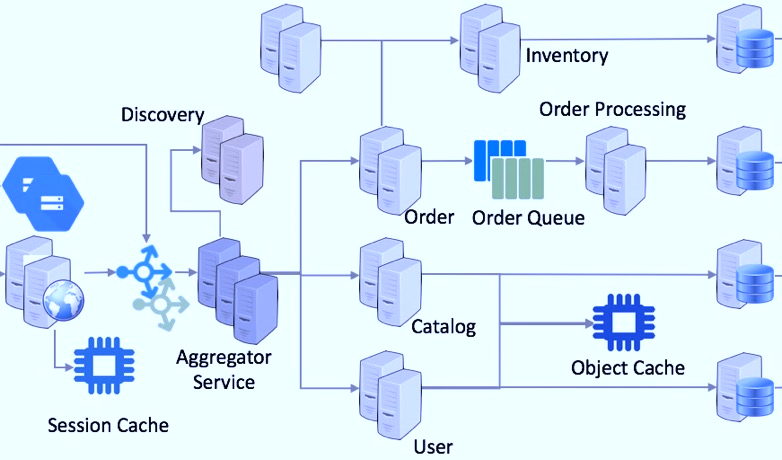 Inventory
Discovery
Order Processing
Order
Order Queue
Catalog
Aggregator
Service
Object Cache
Session Cache
User